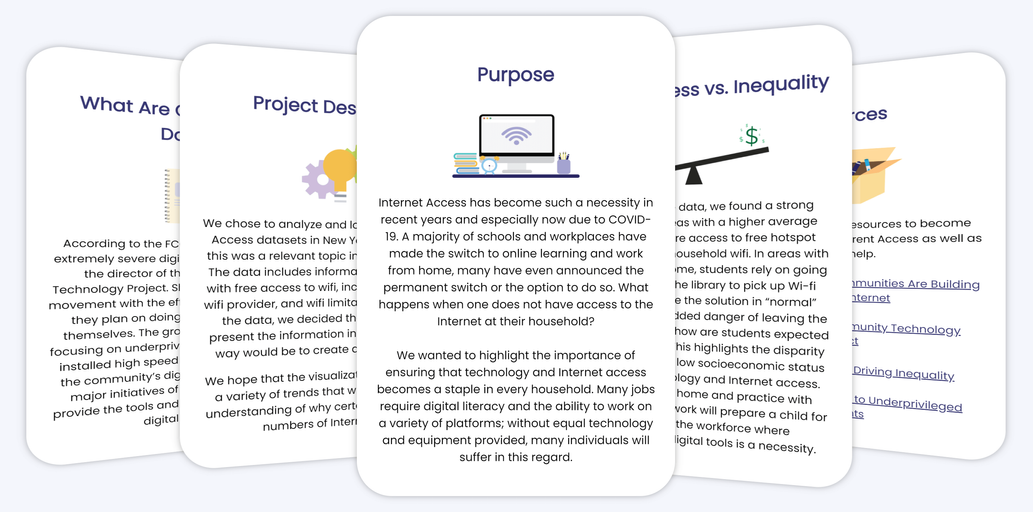 What Are
Do
According to the FC
extremely severe digi
the director of th
Technology Project. S
movement with the ef
they plan on doing
themselves. The gro
focusing on underpriv
installed high speed
the community's dig
major initiatives of
provide the tools and
digital
Project Des
We chose to analyze and lo
Access datasets in New Yo
this was a relevant topic in
The data includes informa
with free access to wifi, inc
wifi provider, and wifi limita
the data, we decided th
present the information in
way would be to create a
We hope that the visualizat
a variety of trends that w
understanding of why cert
numbers of Intern
Purpose
Internet Access has become such a necessity in
recent years and especially now due to COVID-
19. A majority of schools and workplaces have
made the switch to online learning and work
from home, many have even announced the
permanent switch or the option to do so. What
happens when one does not have access to the
Internet at their household?
We wanted to highlight the importance of
ensuring that technology and Internet access
becomes a staple in every household. Many jobs
require digital literacy and the ability to work on
a variety of platforms; without equal technology
and equipment provided, many individuals will
suffer in this regard.
ess vs. Inequality
$
data, we found a strong
eas with a higher average
re access to free hotspot
ousehold wifi. In areas with
ome, students rely on going
he library to pick up Wi-fi
e the solution in "normal"
dded danger of leaving the
how are students expected
his highlights the disparity
low socioeconomic status
ology and Internet access.
home and practice with
work will prepare a child for
the workforce where
digital tools is a necessity.
rces
esources to become
rent Access as well as
help.
mmunities Are Building
nternet
munity Technology
ct
Driving Inequality
to Underprivileged
nts